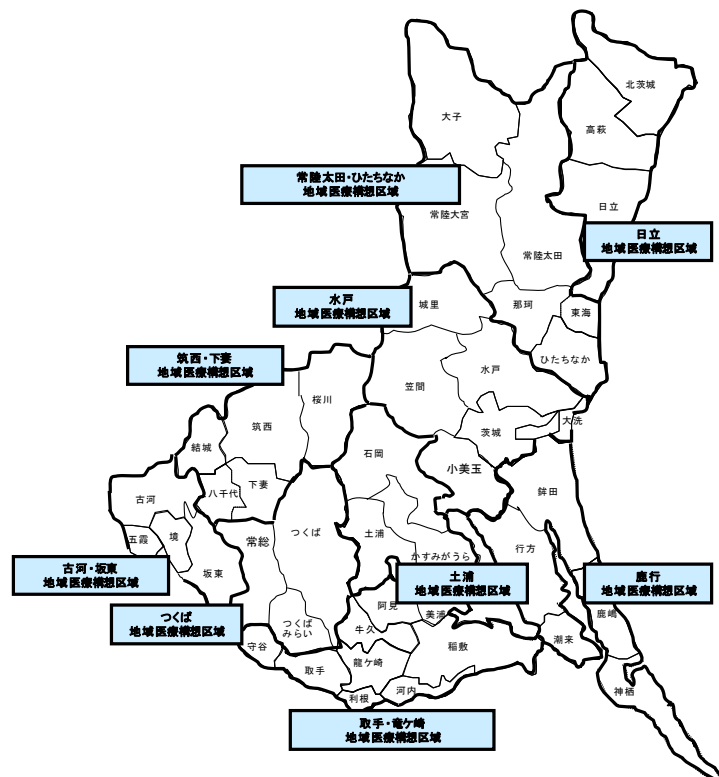 北茨城
大子
高萩
常陸太田・ひたちなか
地域医療構想区域
日立
常陸大宮
日立
地域医療構想区域
常陸太田
水戸
地域医療構想区域
城里
那珂
東海
筑西・下妻
地域医療構想区域
水戸
ひたちなか
笠間
桜川
大洗
筑西
茨城
結城
石岡
小美玉
八千代
下妻
古河
鉾田
つくば
土浦
五霞
境
常総
かすみがうら
行方
古河・坂東
地域医療構想区域
坂東
土浦
地域医療構想区域
鹿行
地域医療構想区域
つくば
地域医療構想区域
つくば
みらい
阿見
美浦
鹿嶋
牛久
守谷
稲敷
潮来
取手
龍ケ崎
神栖
利根
河内
取手・竜ケ崎
地域医療構想区域